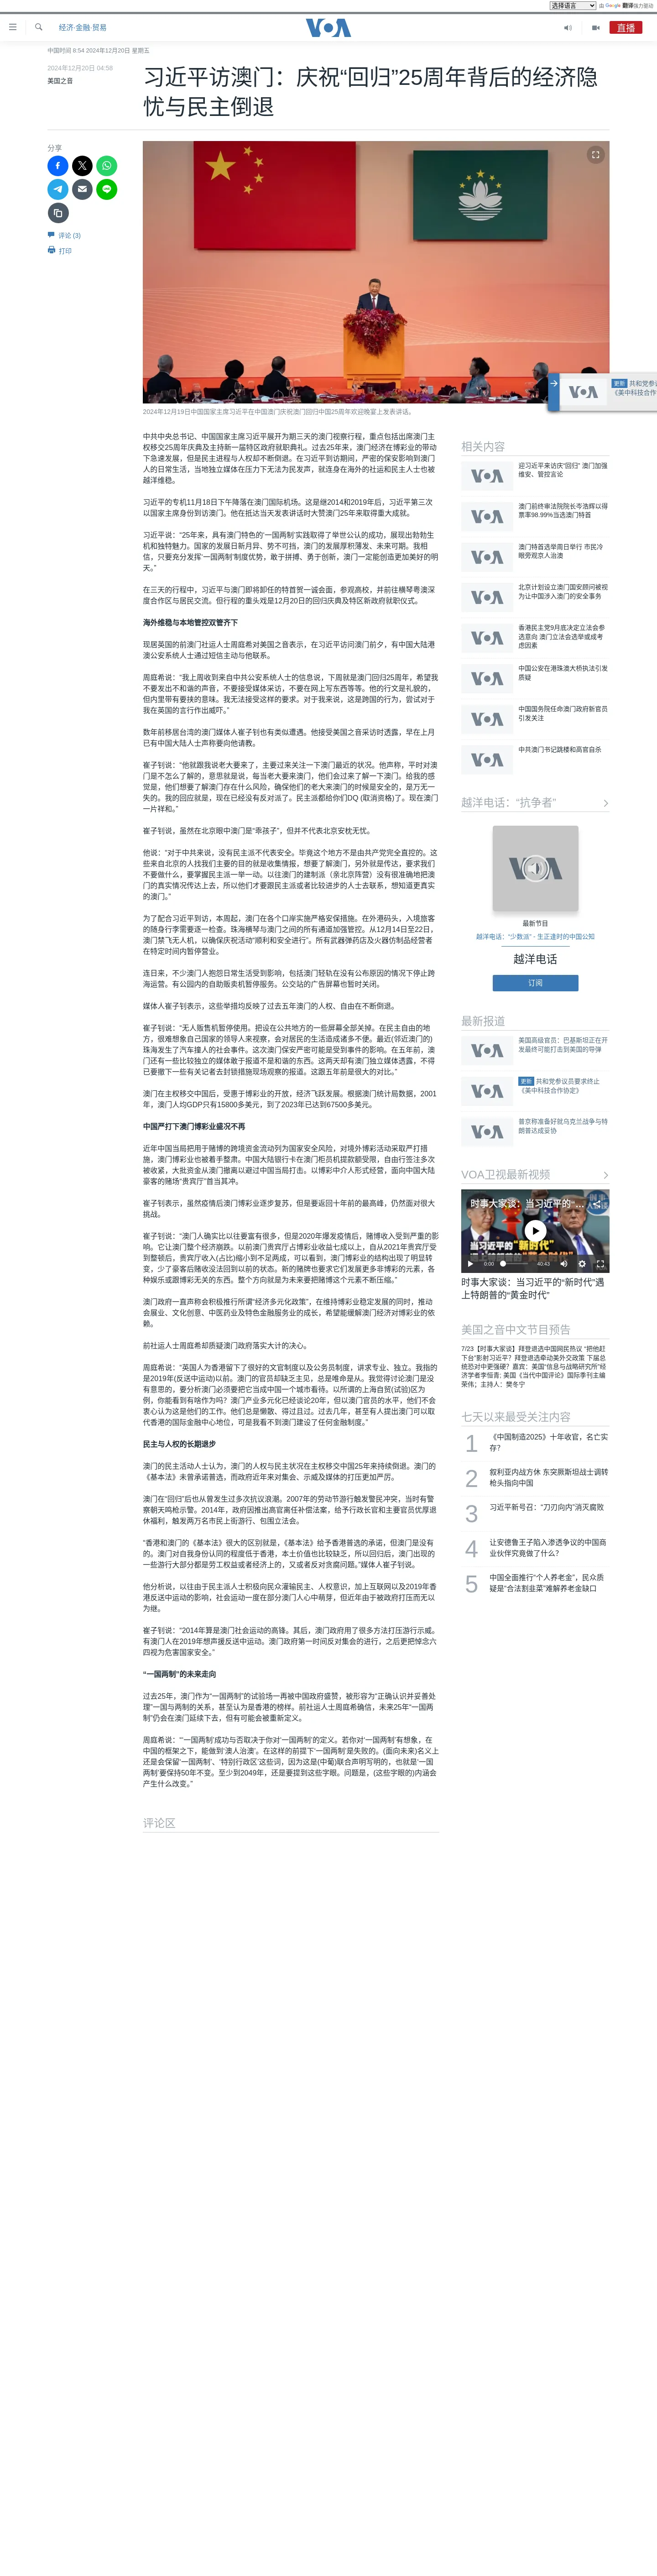 选择语言
由 Google 翻译强力驱动
经济·金融·贸易
VOA
直播
中国时间 6:54 2024年12月20日 星期五
2024年12月20日 04:58
美国之音
习近平访澳门：庆祝“回归”25周年背后的经济隐
忧与民主倒退
分享
评论 (3)
打印
更新 共和党参议
《美中科技合作
2024年12月19日中国国家主席习近平在中国澳门庆祝澳门回归中国25周年欢迎晚宴上发表讲话。
中共中央总书记、中国国家主席习近平展开为期三天的澳门视察行程，重点包括出席澳门主
权移交25周年庆典及主持新一届特区政府就职典礼。过去25年来，澳门经济在博彩业的带动
下急速发展，但是民主进程与人权却不断倒退。在习近平到访期间，严密的保安影响到澳门
人的日常生活，当地独立媒体在压力下无法为民发声，就连身在海外的社运和民主人士也被
越洋维稳。
习近平的专机11月18日下午降落在澳门国际机场。这是继2014和2019年后，习近平第三次
以国家主席身份到访澳门。他在抵达当天发表讲话时大赞澳门25年来取得重大成就。
习近平说：“25年来，具有澳门特色的‘一国两制’实践取得了举世公认的成功，展现出勃勃生
机和独特魅力。国家的发展日新月异、势不可挡，澳门的发展厚积薄发、未来可期。我相
信，只要充分发挥‘一国两制’制度优势，敢于拼搏、勇于创新，澳门一定能创造更加美好的明
天。”
在三天的行程中，习近平与澳门即将卸任的特首贺一诚会面，参观高校，并前往横琴粤澳深
度合作区与居民交流。但行程的重头戏是12月20日的回归庆典及特区新政府就职仪式。
海外维稳与本地管控双管齐下
现居英国的前澳门社运人士周庭希对美国之音表示，在习近平访问澳门前夕，有中国大陆港
澳公安系统人士通过短信主动与他联系。
周庭希说：“我上周收到来自中共公安系统人士的信息说，下周就是澳门回归25周年，希望我
不要发出不和谐的声音，不要接受媒体采访，不要在网上写东西等等。他的行文是礼貌的，
但内里带有要挟的意味。我无法接受这样的要求。对于我来说，这是跨国的行为，尝试对于
我在英国的言行作出威吓。”
数年前移居台湾的澳门媒体人崔子钊也有类似遭遇。他接受美国之音采访时透露，早在上月
已有中国大陆人士声称要向他请教。
崔子钊说：“他就跟我说老大要来了，主要过来关注一下澳门最近的状况。他声称，平时对澳
门是不怎么了解的，意思就是说，每当老大要来澳门，他们会过来了解一下澳门。给我的感
觉是，他们想要了解澳门存在什么风险，确保他们的老大来澳门的时候是安全的，是万无一
失的。我的回应就是，现在已经没有反对派了。民主派都给你们DQ (取消资格)了。现在澳门
一片祥和。”
崔子钊说，虽然在北京眼中澳门是“乖孩子”，但并不代表北京安枕无忧。
他说：“对于中共来说，没有民主派不代表安全。毕竟这个地方不是由共产党完全直控的。这
些来自北京的人找我们主要的目的就是收集情报，想要了解澳门，另外就是传达，要求我们
不要做什么，要掌握民主派一举一动。以往澳门的建制派（亲北京阵营）没有很准确地把澳
门的真实情况传达上去，所以他们才要跟民主派或者比较进步的人士去联系，想知道更真实
的澳门。”
为了配合习近平到访，本周起，澳门在各个口岸实施严格安保措施。在外港码头，入境旅客
的随身行李需要逐一检查。珠海横琴与澳门之间的所有通道加强管控。从12月14日至22日，
澳门禁飞无人机，以确保庆祝活动“顺利和安全进行”。所有武器弹药店及火器仿制品经营者
在特定时间内暂停营业。
连日来，不少澳门人抱怨日常生活受到影响，包括澳门轻轨在没有公布原因的情况下停止跨
海运营。有公园内的自助贩卖机暂停服务。公交站的广告屏幕也暂时关闭。
媒体人崔子钊表示，这些举措均反映了过去五年澳门的人权、自由在不断倒退。
崔子钊说：“无人贩售机暂停使用。把设在公共地方的一些屏幕全部关掉。在民主自由的地
方，很难想象自己国家的领导人来视察，会对居民的生活造成诸多不便。最近(邻近澳门的)
珠海发生了汽车撞人的社会事件。这次澳门保安严密可能是受到事件的影响。在五年前，澳
门还有一些比较独立的媒体敢于报道不是和谐的东西。这两天却没有澳门独立媒体透露，不得
已要撤下一些有关记者去封锁措施现场观察的报道。这跟五年前是很大的对比。”
澳门在主权移交中国后，受惠于博彩业的开放，经济飞跃发展。根据澳门统计局数据，2001
年，澳门人均GDP只有15800多美元，到了2023年已达到67500多美元。
中国严打下澳门博彩业盛况不再
近年中国当局把用于赌博的跨境资金流动列为国家安全风险，对境外博彩活动采取严打措
施，澳门博彩业也被着手整肃。中国大陆银行卡在澳门柜员机提款额受限，自由行签注多次
被收紧，大批资金从澳门撤离以避过中国当局打击。以博彩中介人形式经营，面向中国大陆
豪客的赌场“贵宾厅”首当其冲。
崔子钊表示，虽然疫情后澳门博彩业逐步复苏，但是要返回十年前的最高峰，仍然面对很大
挑战。
崔子钊说：“澳门人确实比以往要富有很多，但是2020年爆发疫情后，赌博收入受到严重的影
响。它让澳门整个经济崩跌。以前澳门贵宾厅占博彩业收益七成以上，自从2021年贵宾厅受
到整顿后，贵宾厅收入(占比)缩小到不足两成，可以看到，澳门博彩业的结构出现了明显转
变，少了豪客后赌收没法回到以前的状态。新的赌牌也要求它们发展更多非博彩的元素，各
种娱乐或跟博彩无关的东西。整个方向就是为未来要把赌博这个元素不断压缩。”
澳门政府一直声称会积极推行所谓“经济多元化政策”，在维持博彩业稳定发展的同时，推动
会展业、文化创意、中医药业及特色金融服务业的成长，以减少澳门经济对博彩业的依
赖。
前社运人士周庭希却质疑澳门政府落实大计的决心。
周庭希说：“英国人为香港留下了很好的文官制度以及公务员制度，讲求专业、独立。我指的
是2019年(反送中运动)以前。澳门的官员却缺乏主见，总是唯命是从。我觉得讨论澳门是没
有意思的，要分析澳门必须要把它当成中国一个城市看待。以所谓的上海自贸(试验)区为
例，你能看到有啥作为吗？澳门产业多元化已经谈论20年，但以澳门官员的水平，他们不会
衷心认为这是他们的工作。他们总是懒散、得过且过。过去几年，甚至有人提出澳门可以取
代香港的国际金融中心地位，可是我看不到澳门建设了任何金融制度。”
民主与人权的长期退步
澳门的民主活动人士认为，澳门的人权与民主状况在主权移交中国25年来持续倒退。澳门的
《基本法》未曾承诺普选，而政府近年来对集会、示威及媒体的打压更加严厉。
澳门在“回归”后也从曾发生过多次抗议浪潮。2007年的劳动节游行触发警民冲突，当时有警
察朝天鸣枪示警。2014年，政府因推出高官离任补偿法案，给予行政长官和主要官员优厚退
休福利，触发两万名市民上街游行、包围立法会。
“香港和澳门的《基本法》很大的区别就是，《基本法》给予香港普选的承诺，但澳门是没有
的。澳门对自我身份认同的程度低于香港，本土价值也比较缺乏，所以回归后，澳门出现的
一些游行大部分都是劳工权益或者经济上的，又或者是反对贪腐问题。”媒体人崔子钊说。
他分析说，以往由于民主派人士积极向民众灌输民主、人权意识，加上互联网以及2019年香
港反送中运动的影响，社会运动一度在部分澳门人心中萌芽，但近年由于被政府打压而无以
为继。
崔子钊说：“2014年算是澳门社会运动的高锋。其后，澳门政府用了很多方法打压游行示威。
有澳门人在2019年想声援反送中运动。澳门政府第一时间反对集会的进行，之后更把悼念六
四视为危害国家安全。”
“一国两制”的未来走向
过去25年，澳门作为“一国两制”的试验场一再被中国政府盛赞，被形容为“正确认识并妥善处
理”一国与两制的关系，甚至认为是香港的榜样。前社运人士周庭希确信，未来25年“一国两
制”仍会在澳门延续下去，但有可能会被重新定义。
周庭希说：“‘一国两制’成功与否取决于你对‘一国两制’的定义。若你对‘一国两制’有想象，在
中国的框架之下，能做到‘澳人治澳’。在这样的前提下‘一国两制’是失败的。(面向未来)名义上
还是会保留‘一国两制’、‘特别行政区’这些词，因为这是(中葡)联合声明写明的，也就是‘一国
两制’要保持50年不变。至少到2049年，还是要提到这些字眼。问题是，(这些字眼的)内涵会
产生什么改变。”
评论区
相关内容
迎习近平来访庆“回归” 澳门加强
维安、管控言论
澳门前终审法院院长岑浩辉以得
票率98.99%当选澳门特首
澳门特首选举周日举行 市民冷
眼旁观京人治澳
北京计划设立澳门国安顾问被视
为让中国涉入澳门的安全事务
香港民主党9月底决定立法会参
选意向 澳门立法会选举或成考
虑因素
中国公安在港珠澳大桥执法引发
质疑
中国国务院任命澳门政府新官员
引发关注
中共澳门书记跳楼和高官自杀
越洋电话：“抗争者”
最新节目
越洋电话：“少数派” - 生正逢时的中国公知
越洋电话
订阅
最新报道
美国高级官员：巴基斯坦正在开
发最终可能打击到美国的导弹
更新 共和党参议员要求终止
《美中科技合作协定》
普京称准备好就乌克兰战争与特
朗普达成妥协
VOA卫视最新视频
时事大家谈：当习近平的“...
当习近平的“新时代”
0:00
40:43
时事大家谈：当习近平的“新时代”遇
上特朗普的“黄金时代”
美国之音中文节目预告
7/23【时事大家谈】拜登退选中国网民热议 “把他赶
下台”影射习近平？拜登退选牵动美外交政策 下届总
统恐对中更强硬？嘉宾：美国“信息与战略研究所”经
济学者李恒青; 美国《当代中国评论》国际季刊主编
荣伟；主持人：樊冬宁
七天以来最受关注内容
1
《中国制造2025》十年收官，名亡实
存？
2
叙利亚内战方休 东突厥斯坦战士调转
枪头指向中国
3
习近平新号召：“刀刃向内”消灭腐败
4
让安德鲁王子陷入渗透争议的中国商
业伙伴究竟做了什么？
5
中国全面推行“个人养老金”，民众质
疑是“合法割韭菜”难解养老金缺口